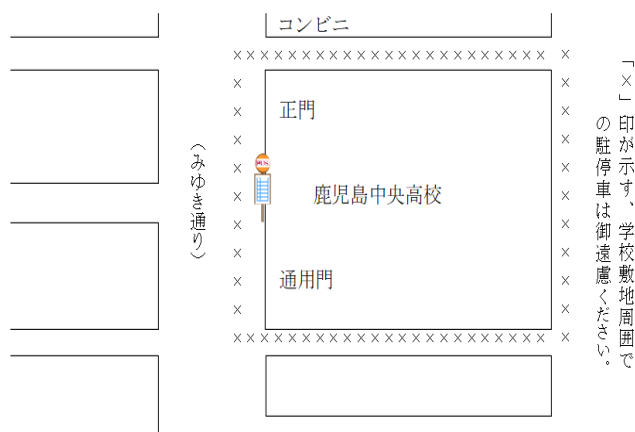 コンビニ
正門
(みゆき通り)
BUS
鹿児島中央高校
通用門
「×」印が示す、学校敷地周囲で
の駐停車は御遠慮ください。